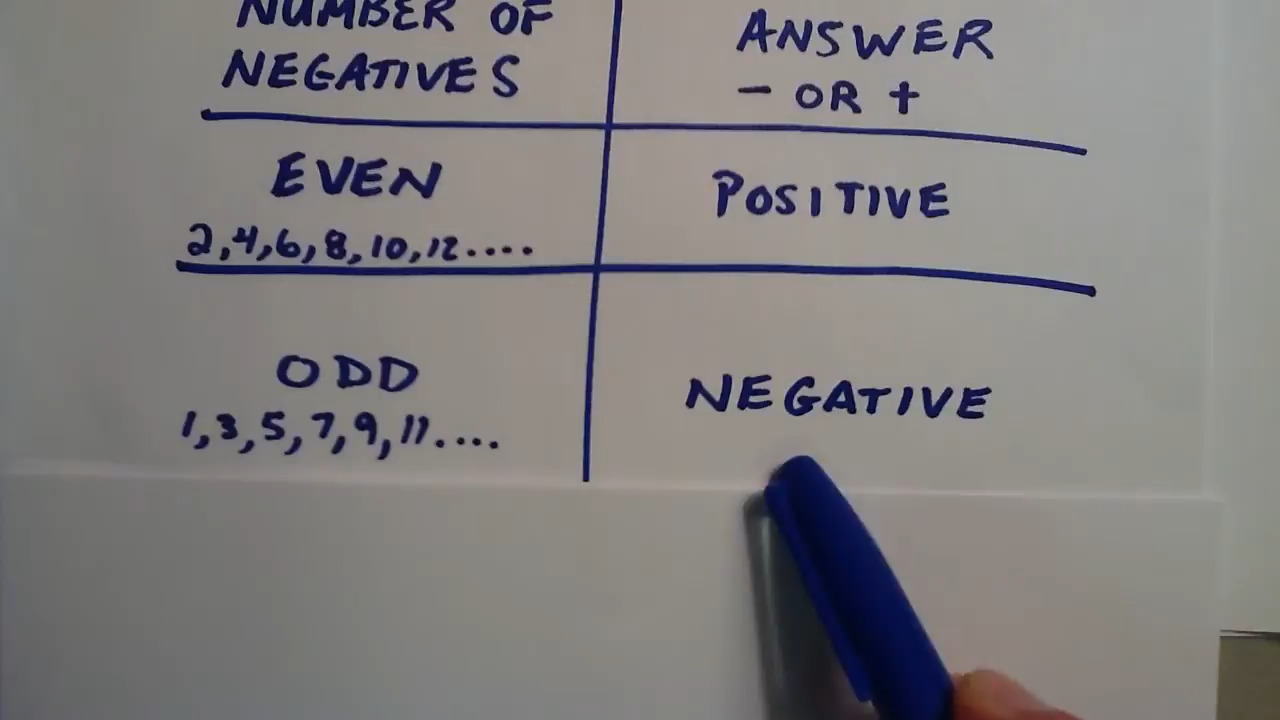 NUMBER OF
NEGATIVES
ANSWER
- OR +
EVEN
2,4,6,8,10,12....
POSITIVE
ODD
1,3,5,7,9,11....
NEGATIVE